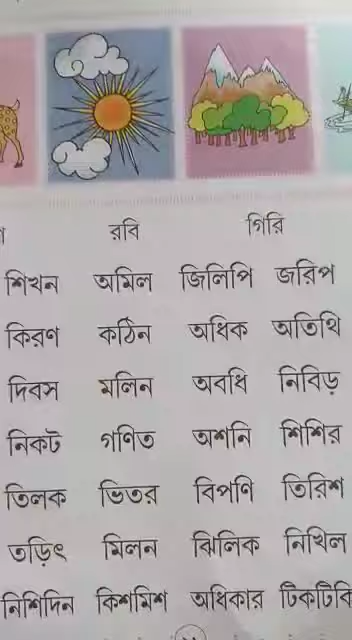 রবি গিরি
শিখন অমিল জিলিপি জরিপ
কিরণ কঠিন অধিক অতিথি
দিবস মলিন অবধি নিবিড়
নিকট গণিত অশনি শিশির
তিলক ভিতর বিপণি তিরিশ
তড়িৎ মিলন ঝিলিক নিখিল
নিশিদিন কিশমিশ অধিকার